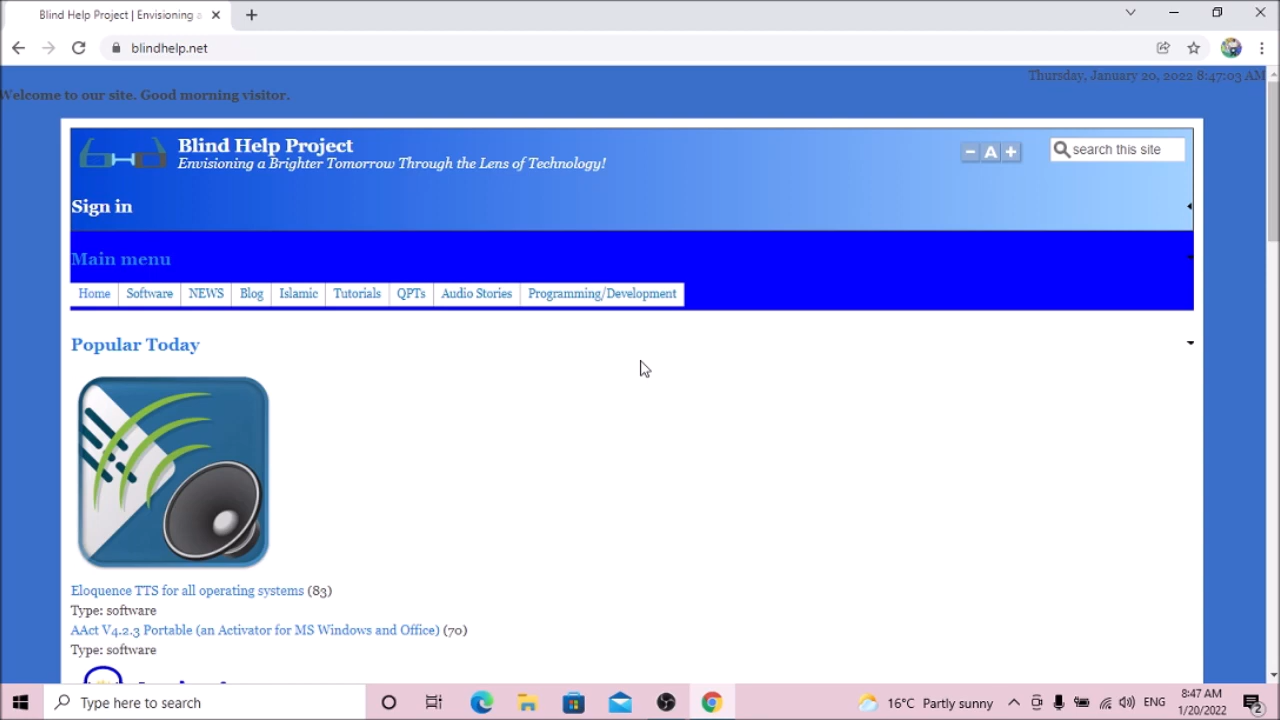 Blind Help Project | Envisioning a
blindhelp.net
Thursday, January 20, 2022 8:47:03 AM
Welcome to our site. Good morning visitor.
Blind Help Project
Envisioning a Brighter Tomorrow Through the Lens of Technology!
- A +
search this site
Sign in
Main menu
Home Software NEWS Blog Islamic Tutorials QPTs Audio Stories Programming/Development
Popular Today
Eloquence TTS for all operating systems (83)
Type: software
AAct V4.2.3 Portable (an Activator for MS Windows and Office) (70)
Type: software
Type here to search
16°C Partly sunny
ENG
8:47 AM
1/20/2022
2